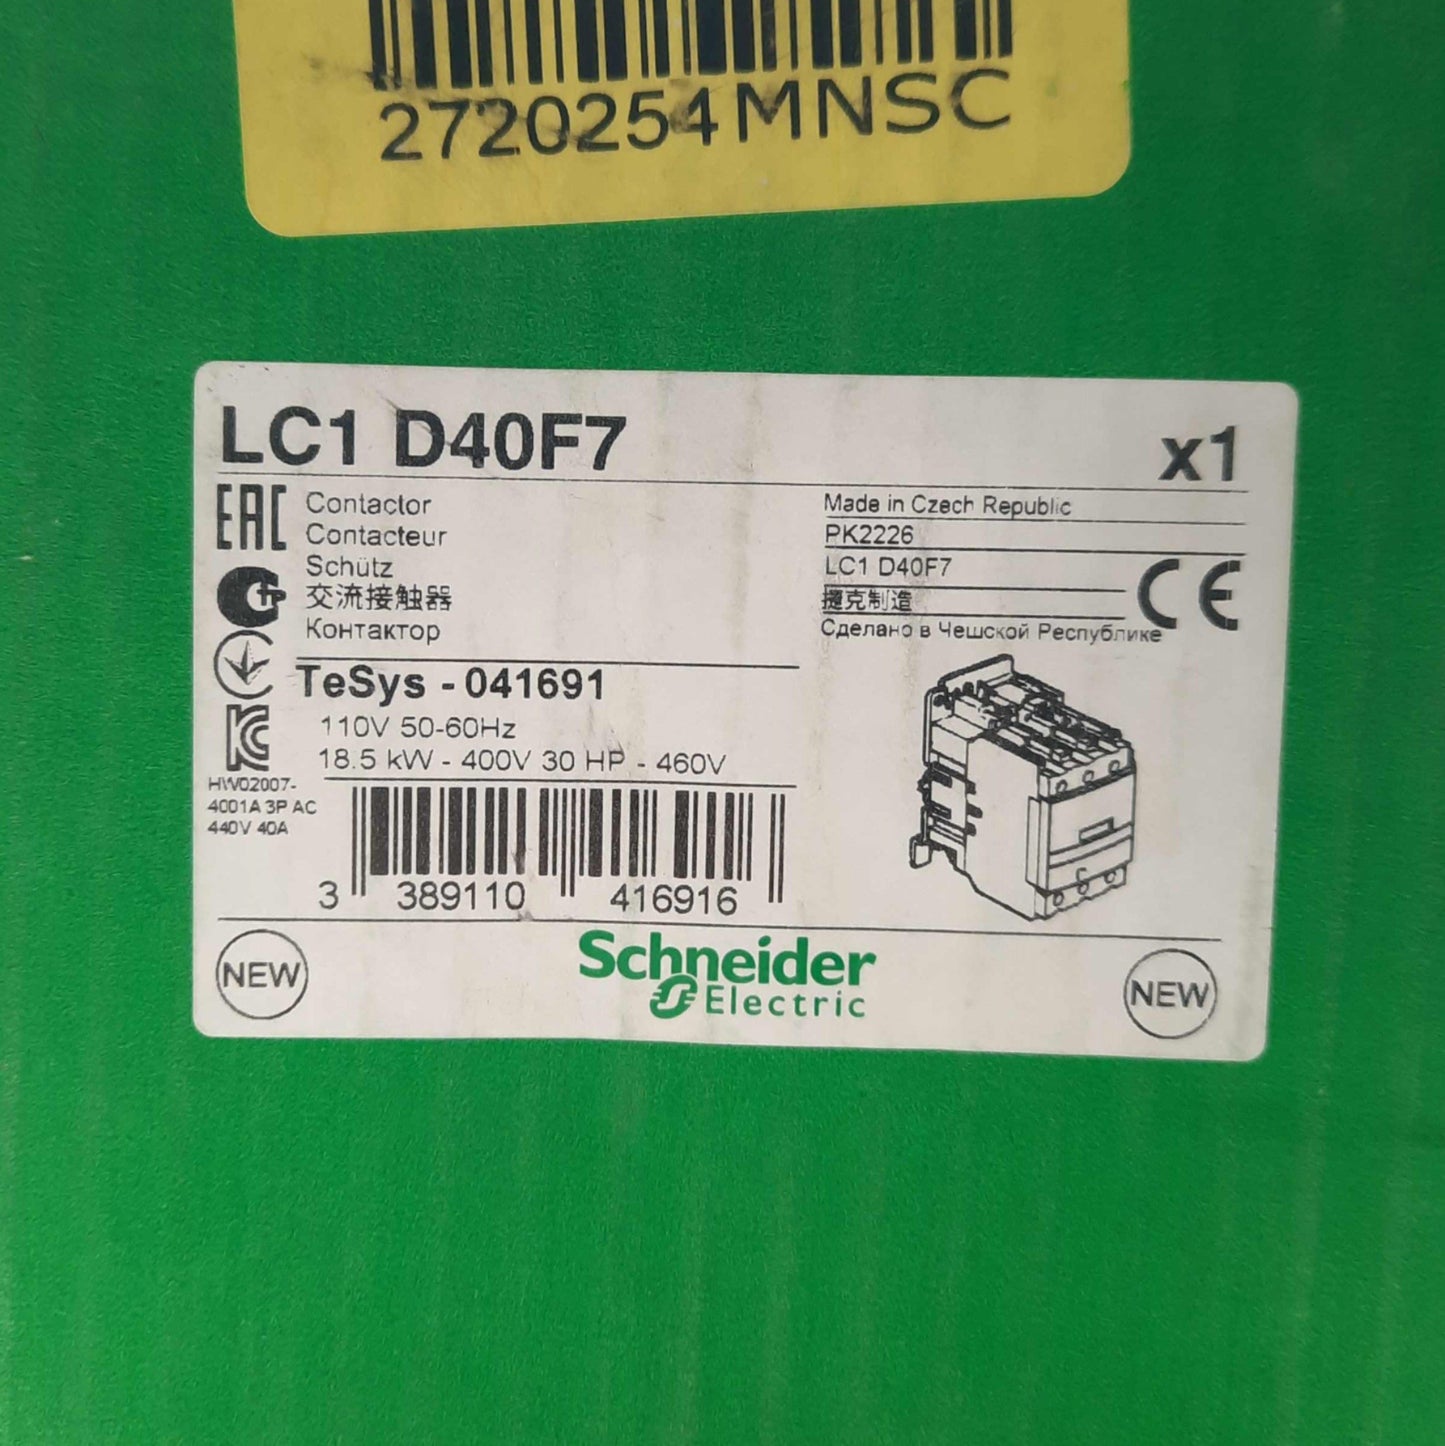 2720254MNSC
LC1 D40F7
x1
EAC
Contactor
Contacteur
Schütz
交流接触器
Контактор
Made in Czech Republic
PK2226
LC1 D40F7
捷克制造
Сделано в Чешской Республике
CE
TeSys - 041691
110V 50-60Hz
18.5 kW - 400V 30 HP - 460V
HW02007-
4001A 3P AC
440V 40A
3 389110 416916
NEW
Schneider
Electric
NEW